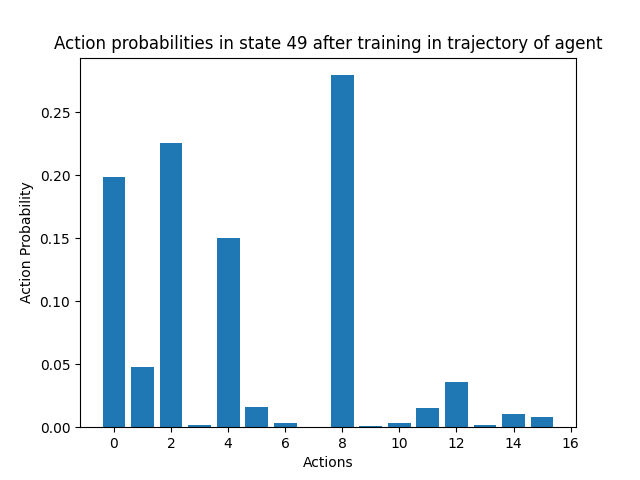 Action probabilities in state 49 after training in trajectory of agent
Action Probability
0.25
0.20
0.15
0.10
0.05
0.00
0 2 4 6 8 10 12 14 16
Actions